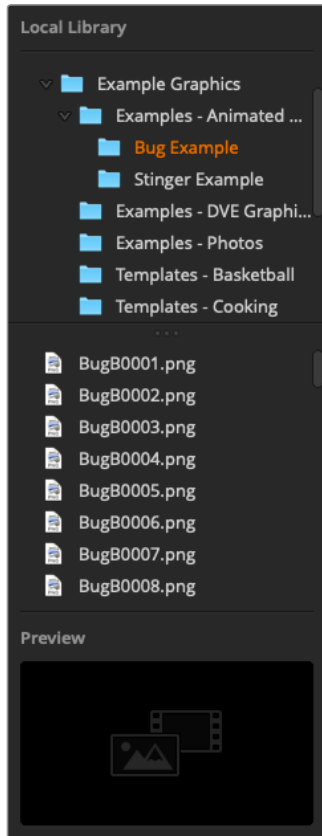 Local Library
Example Graphics
Examples - Animated ...
Bug Example
Stinger Example
Examples - DVE Graphi...
Examples - Photos
Templates - Basketball
Templates - Cooking
BugB0001.png
BugB0002.png
BugB0003.png
BugB0004.png
BugB0005.png
BugB0006.png
BugB0007.png
BugB0008.png
Preview